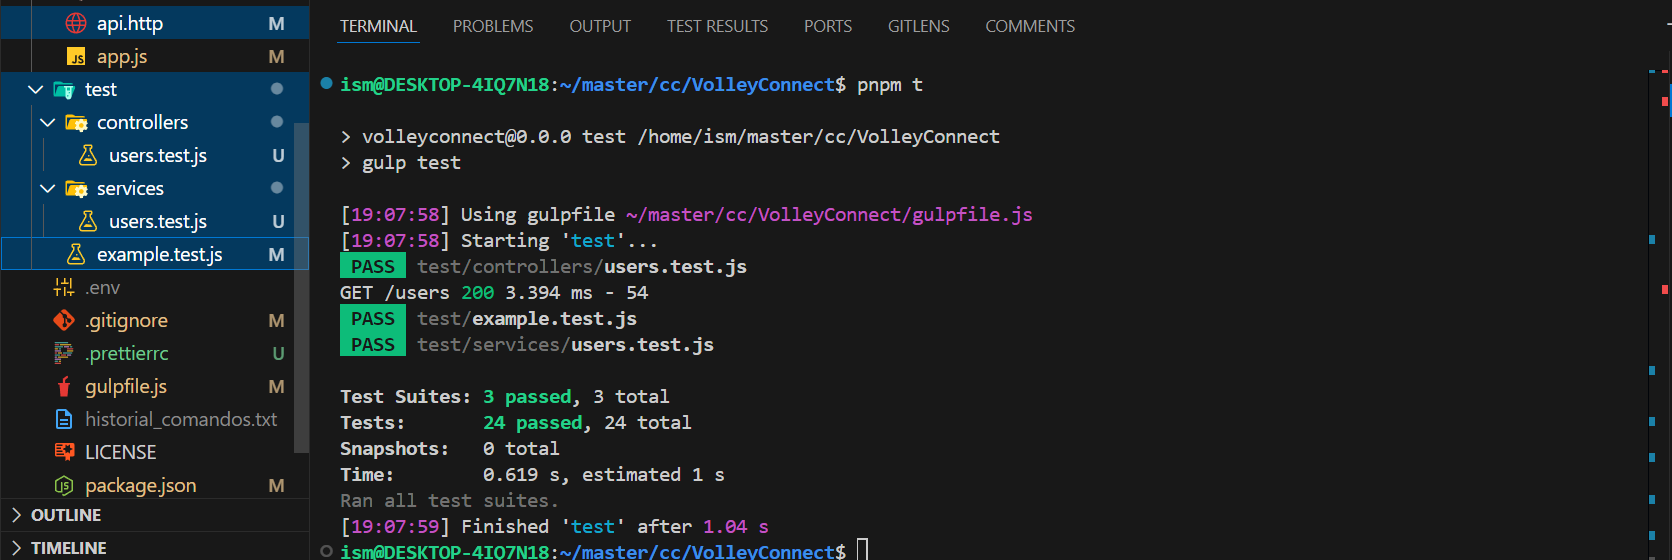 api.http M
app.js M
test
controllers
users.test.js U
services
users.test.js U
example.test.js M
.env
.gitignore M
.prettierrc U
gulpfile.js M
historial_comandos.txt
LICENSE
package.json M
OUTLINE
TIMELINE
TERMINAL PROBLEMS OUTPUT TEST RESULTS PORTS GITLENS COMMENTS
ism@DESKTOP-4IQ7N18:~/master/cc/VolleyConnect$ pnpm t
> volleyconnect@0.0.0 test /home/ism/master/cc/VolleyConnect
> gulp test
[19:07:58] Using gulpfile ~/master/cc/VolleyConnect/gulpfile.js
[19:07:58] Starting 'test'...
PASS test/controllers/users.test.js
GET /users 200 3.394 ms - 54
PASS test/example.test.js
PASS test/services/users.test.js
Test Suites: 3 passed, 3 total
Tests: 24 passed, 24 total
Snapshots: 0 total
Time: 0.619 s, estimated 1 s
Ran all test suites.
[19:07:59] Finished 'test' after 1.04 s
ism@DESKTOP-4IQ7N18:~/master/cc/VolleyConnect$